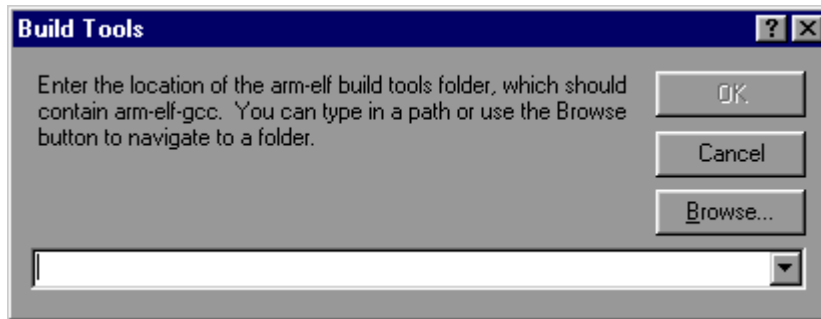 Build Tools
Enter the location of the arm-elf build tools folder, which should
contain arm-elf-gcc.  You can type in a path or use the Browse
button to navigate to a folder.
OK
Cancel
Browse...